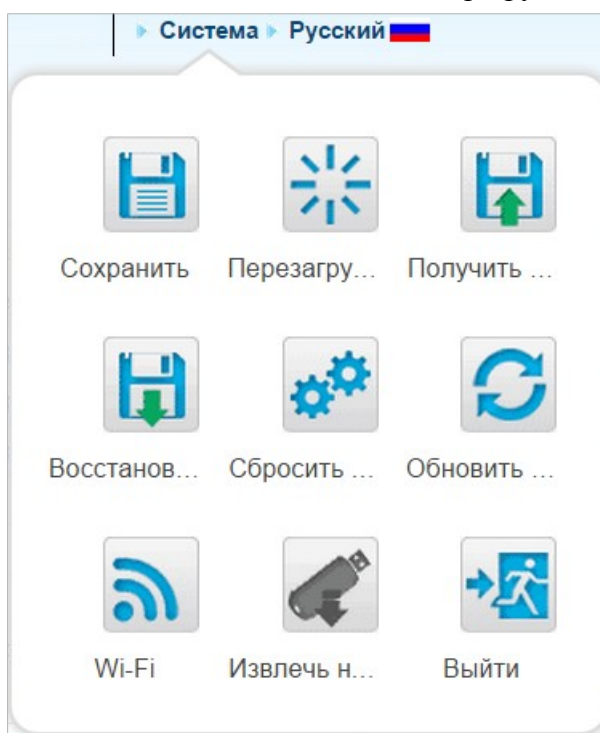 Система Русский
Сохранить Перезагру... Получить ...
Восстанов... Сбросить ... Обновить ...
Wi-Fi Извлечь н... Выйти